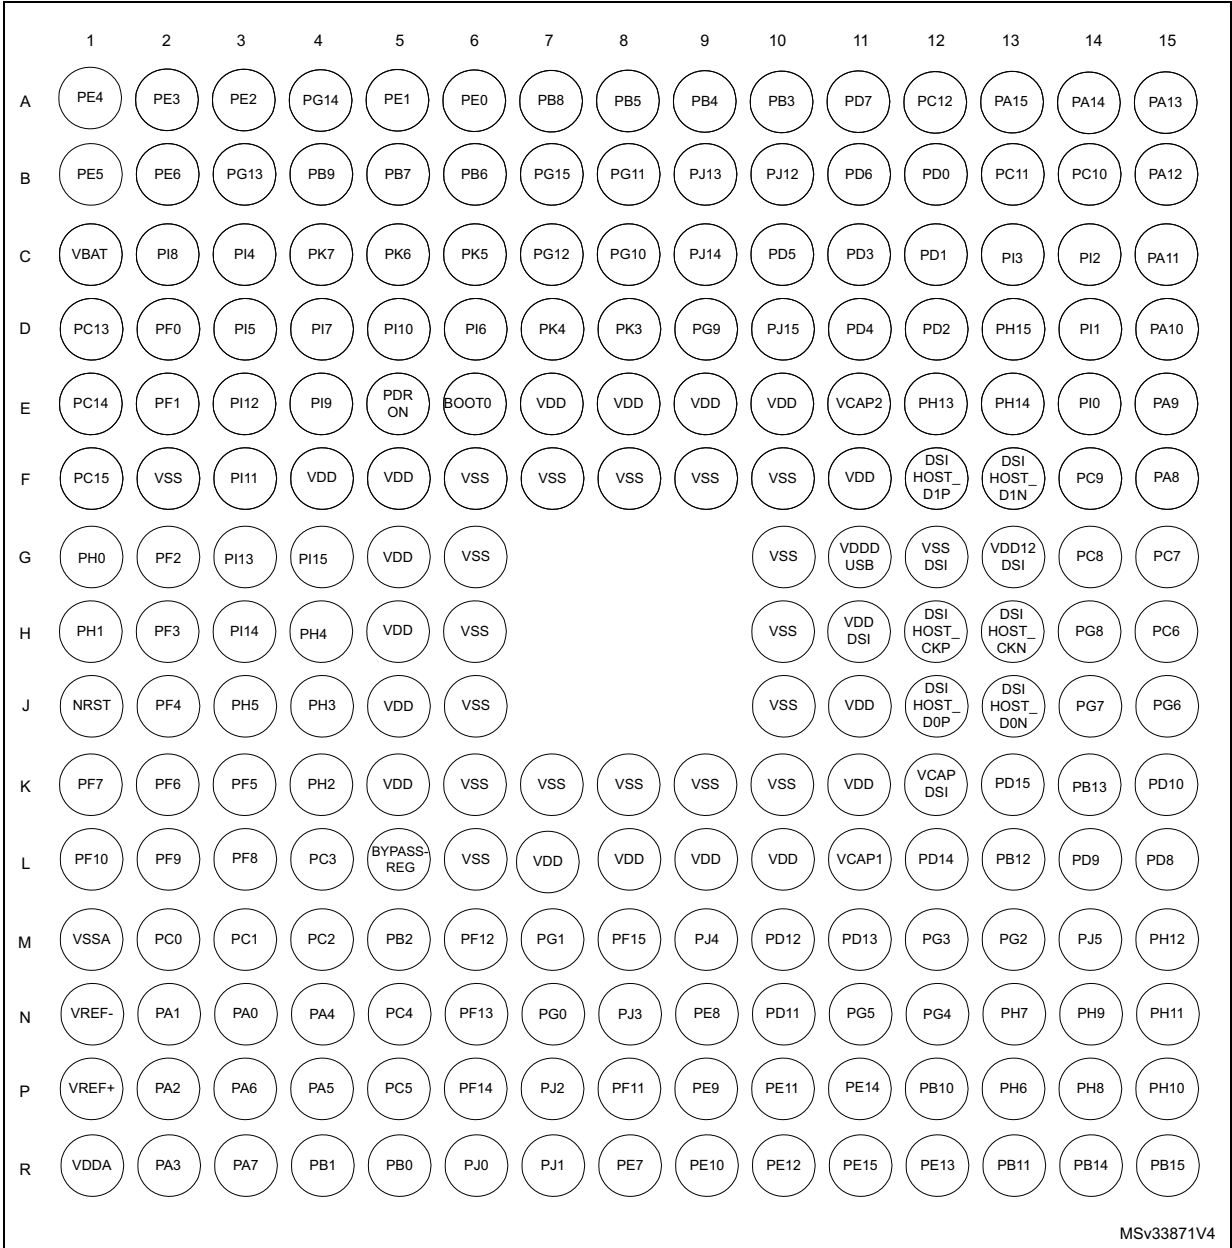 1 2 3 4 5 6 7 8 9 10 11 12 13 14 15
A PE4 PE3 PE2 PG14 PE1 PE0 PB8 PB5 PB4 PB3 PD7 PC12 PA15 PA14 PA13
B PE5 PE6 PG13 PB9 PB7 PB6 PG15 PG11 PJ13 PJ12 PD6 PD0 PC11 PC10 PA12
C VBAT PI8 PI4 PK7 PK6 PK5 PG12 PG10 PJ14 PD5 PD3 PD1 PI3 PI2 PA11
D PC13 PF0 PI5 PI7 PI10 PI6 PK4 PK3 PG9 PJ15 PD4 PD2 PH15 PI1 PA10
E PC14 PF1 PI12 PI9 PDR ON BOOT0 VDD VDD VDD VDD VCAP2 PH13 PH14 PI0 PA9
F PC15 VSS PI11 VDD VDD VSS VSS VSS VSS VSS VDD DSI HOST_ D1P DSI HOST_ D1N PC9 PA8
G PH0 PF2 PI13 PI15 VDD VSS VSS VDDD USB VSS DSI VDD12 DSI PC8 PC7
H PH1 PF3 PI14 PH4 VDD VSS VSS VDD DSI DSI HOST_ CKP DSI HOST_ CKN PG8 PC6
J NRST PF4 PH5 PH3 VDD VSS VSS VDD DSI HOST_ D0P DSI HOST_ D0N PG7 PG6
K PF7 PF6 PF5 PH2 VDD VSS VSS VSS VSS VSS VDD VCAP DSI PD15 PB13 PD10
L PF10 PF9 PF8 PC3 BYPASS- REG VSS VDD VDD VDD VDD VCAP1 PD14 PB12 PD9 PD8
M VSSA PC0 PC1 PC2 PB2 PF12 PG1 PF15 PJ4 PD12 PD13 PG3 PG2 PJ5 PH12
N VREF- PA1 PA0 PA4 PC4 PF13 PG0 PJ3 PE8 PD11 PG5 PG4 PH7 PH9 PH11
P VREF+ PA2 PA6 PA5 PC5 PF14 PJ2 PF11 PE9 PE11 PE14 PB10 PH6 PH8 PH10
R VDDA PA3 PA7 PB1 PB0 PJ0 PJ1 PE7 PE10 PE12 PE15 PE13 PB11 PB14 PB15
MSv33871V4